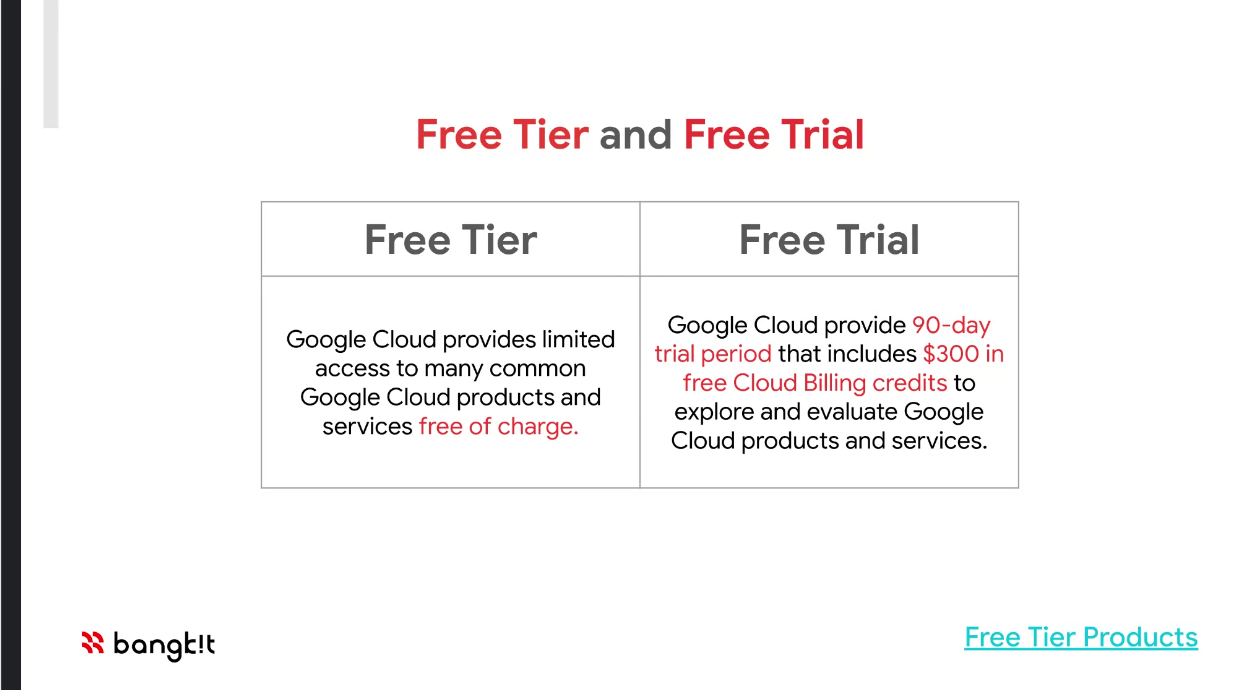 Free Tier and Free Trial
Free Tier
Free Trial
Google Cloud provides limited
access to many common
Google Cloud products and
services free of charge.
Google Cloud provide 90-day
trial period that includes $300 in
free Cloud Billing credits to
explore and evaluate Google
Cloud products and services.
bangk!t
Free Tier Products